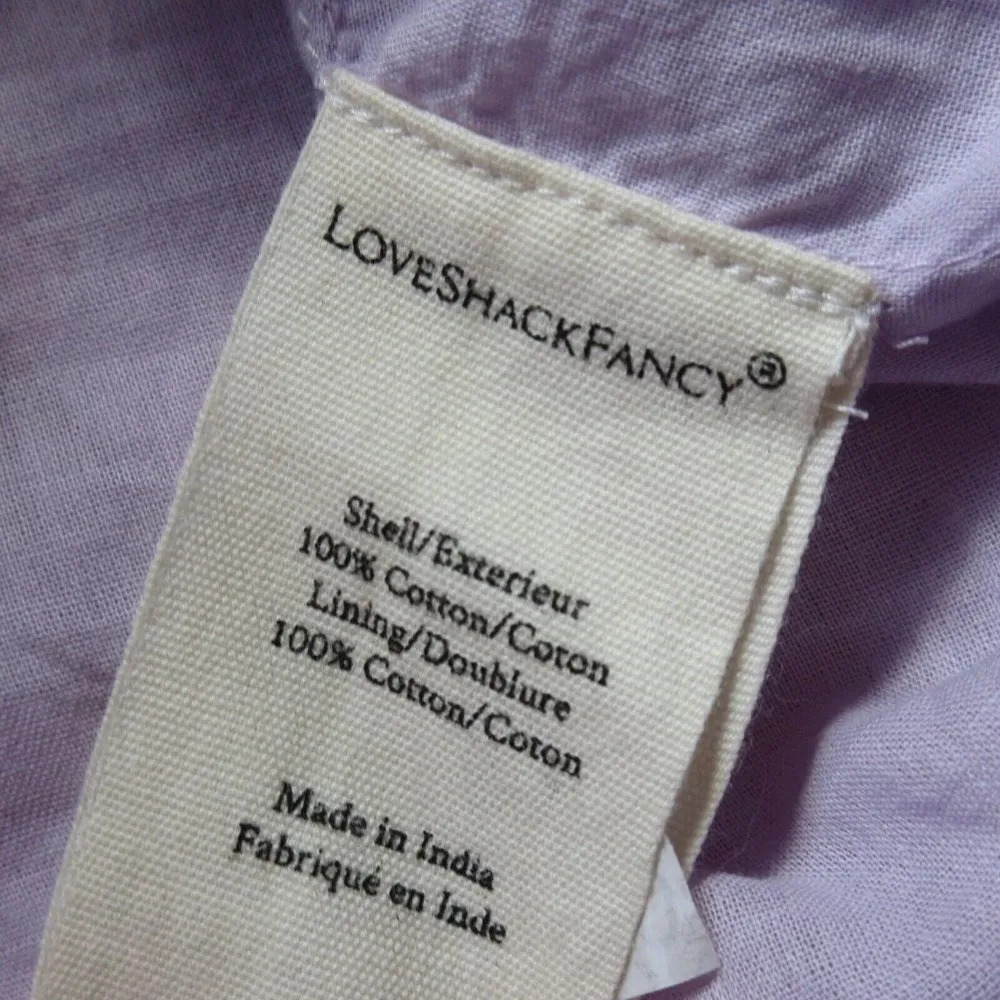 LOVESHACKFANCY®
Shell/Exterieur
100% Cotton/Coton
Lining/Doublure
100% Cotton/Coton
Made in India
Fabriqué en Inde